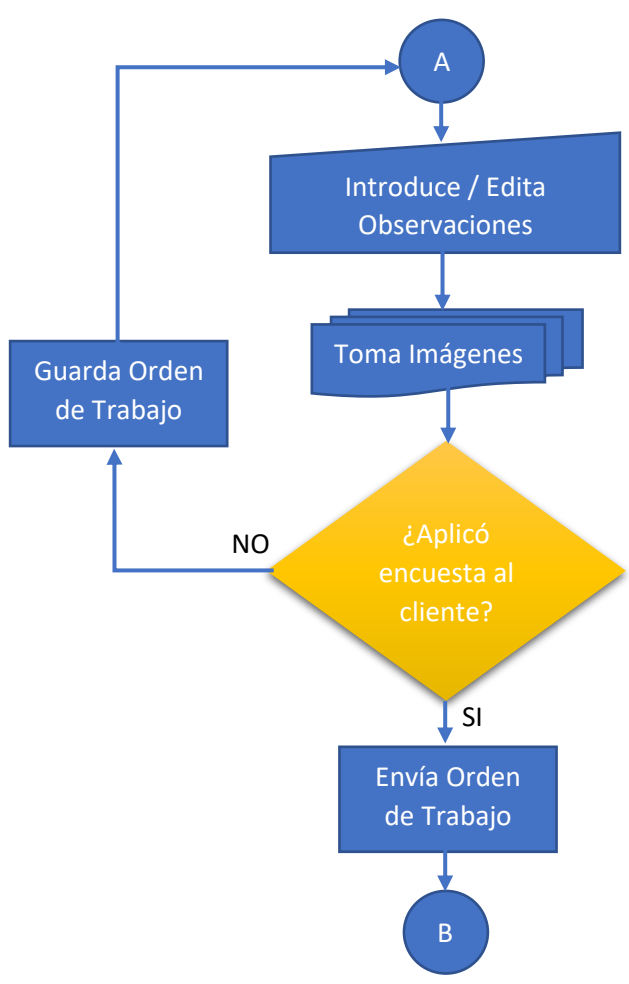 A
Introduce / Edita
Observaciones
Toma Imágenes
Guarda Orden
de Trabajo
NO
¿Aplicó
encuesta al
cliente?
SI
Envía Orden
de Trabajo
B